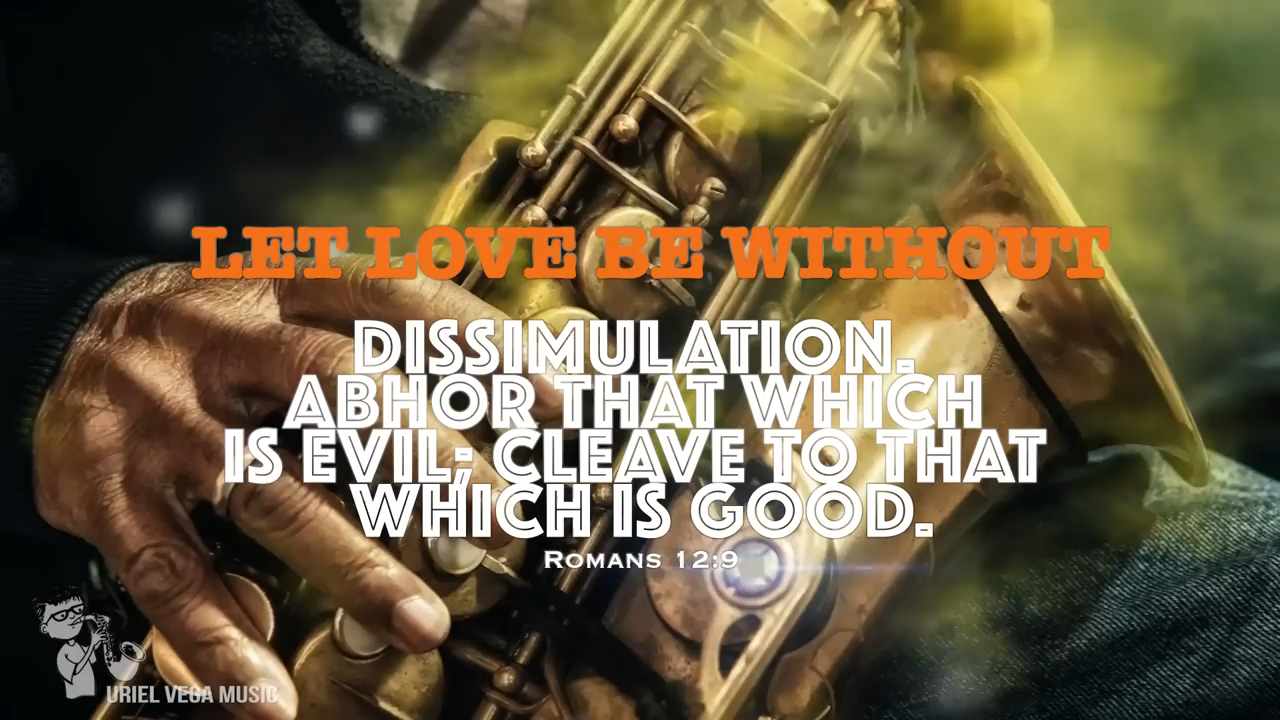 LET LOVE BE WITHOUT
DISSIMULATION.
ABHOR THAT WHICH
IS EVIL; CLEAVE TO THAT
WHICH IS GOOD.
Romans 12:9
URIEL VEGA MUSIC